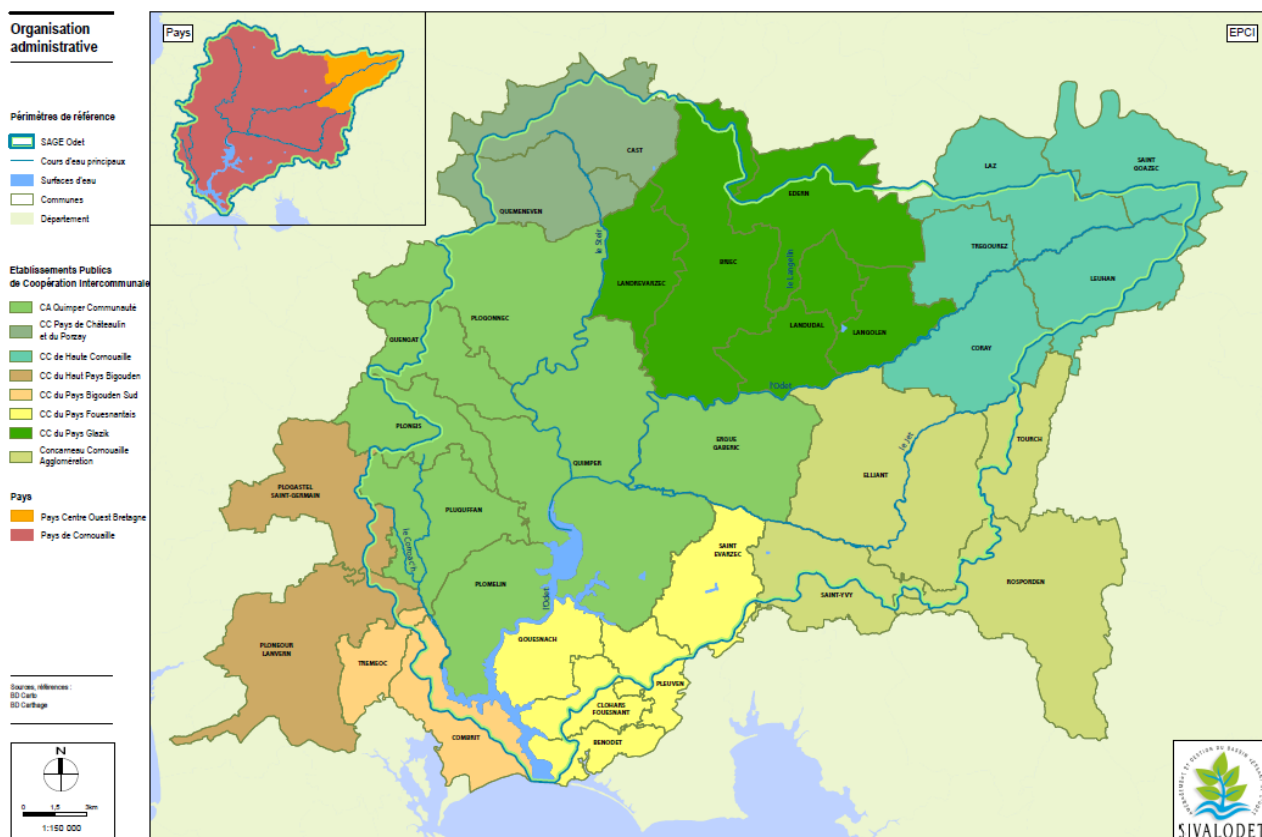 Organisation
administrative
Périmètres de référence
SAGE Odet
Cours d'eau principaux
Surfaces d'eau
Communes
Département
Etablissements Publics
de Coopération Intercommunale
CA Quimper Communauté
CC Pays de Châteaulin
et du Porzay
CC de Haute Cornouaille
CC du Haut Pays Bigouden
CC du Pays Bigouden Sud
CC du Pays Fouesnantais
CC du Pays Glazik
Concarneau Cornouaille
Agglomération
Pays
Pays Centre Ouest Bretagne
Pays de Cornouaille
Sources, références :
BD Carto
BD Carthage
N
0 1,5 3km
1:150 000
Pays
EPCI
CAST
QUEMENEVEN
le Steir
EDERN
LAZ
SAINT
GOAZEC
TREGOUREZ
LEUHAN
LANDREVARZEC
BRIEC
le Langelin
LANDUDAL
LANGOLEN
CORAY
PLOGONNEC
GUENGAT
l'Odet
PLONEIS
ERGUE
GABERIC
le Jet
TOURCH
ELLIANT
QUIMPER
PLOGASTEL
SAINT-GERMAIN
PLUGUFFAN
le Corroac'h
SAINT
EVARZEC
PLOMELIN
l'Odet
SAINT-YVY
ROSPORDEN
GOUESNACH
PLONEOUR
LANVERN
TREMEOC
PLEUVEN
CLOHARS
FOUESNANT
COMBRIT
BENODET
SIVALODET